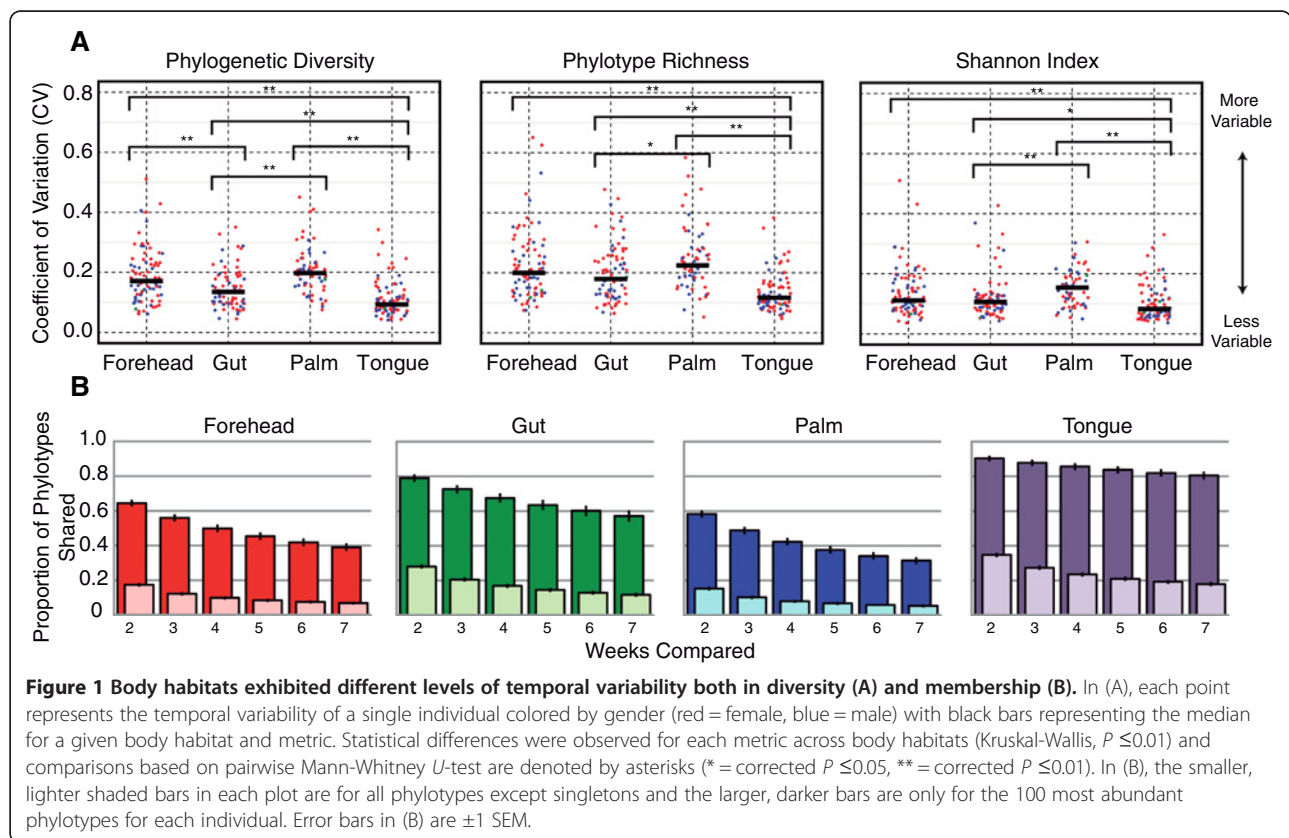 A
Phylogenetic Diversity
Phylotype Richness
Shannon Index
Coefficient of Variation (CV)
0.8
0.6
0.4
0.2
0.0
**
**
**
**
**
**
**
**
*
**
*
**
**
More
Variable
Less
Variable
Forehead Gut Palm Tongue
Forehead Gut Palm Tongue
Forehead Gut Palm Tongue
B
Forehead
Gut
Palm
Tongue
Proportion of Phylotypes
Shared
1.0
0.8
0.6
0.4
0.2
0
2 3 4 5 6 7
2 3 4 5 6 7
2 3 4 5 6 7
2 3 4 5 6 7
Weeks Compared
Figure 1 Body habitats exhibited different levels of temporal variability both in diversity (A) and membership (B). In (A), each point
represents the temporal variability of a single individual colored by gender (red = female, blue = male) with black bars representing the median
for a given body habitat and metric. Statistical differences were observed for each metric across body habitats (Kruskal-Wallis, P ≤0.01) and
comparisons based on pairwise Mann-Whitney U-test are denoted by asterisks (* = corrected P ≤0.05, ** = corrected P ≤0.01). In (B), the smaller,
lighter shaded bars in each plot are for all phylotypes except singletons and the larger, darker bars are only for the 100 most abundant
phylotypes for each individual. Error bars in (B) are ±1 SEM.